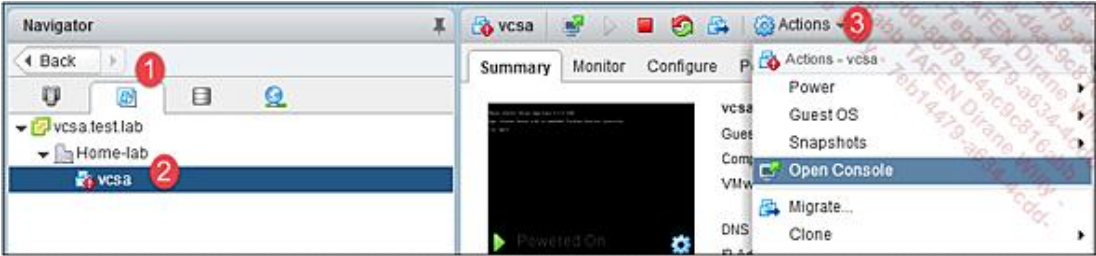 Navigator
Back
1
vcsa.test.lab
Home-lab
vcsa
2
vcsa
Actions
3
Summary
Monitor
Configure
Actions - vcsa
Power
Guest OS
Snapshots
Open Console
Migrate...
Clone
vcsa
DNS
Powered On